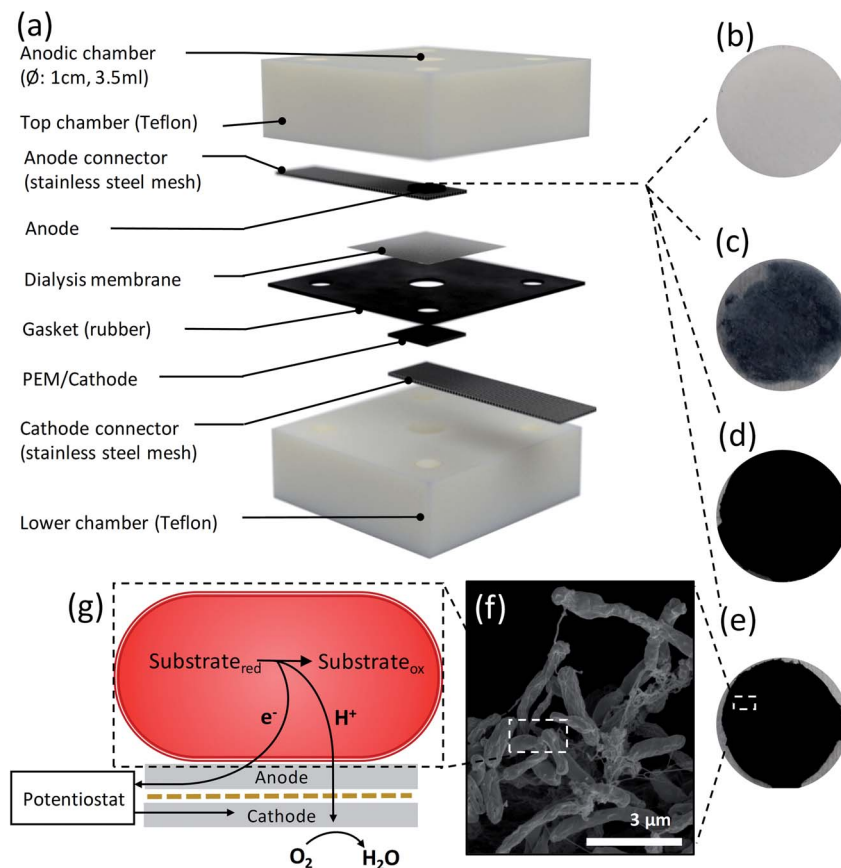 (a)
Anodic chamber
(Ø: 1cm, 3.5ml)
Top chamber (Teflon)
Anode connector
(stainless steel mesh)
Anode
Dialysis membrane
Gasket (rubber)
PEM/Cathode
Cathode connector
(stainless steel mesh)
Lower chamber (Teflon)
(b)
(c)
(d)
(e)
(f)
3 µm
(g)
Substrate_red → Substrate_ox
e⁻ H⁺
Anode
Potentiostat
Cathode
O₂ H₂O